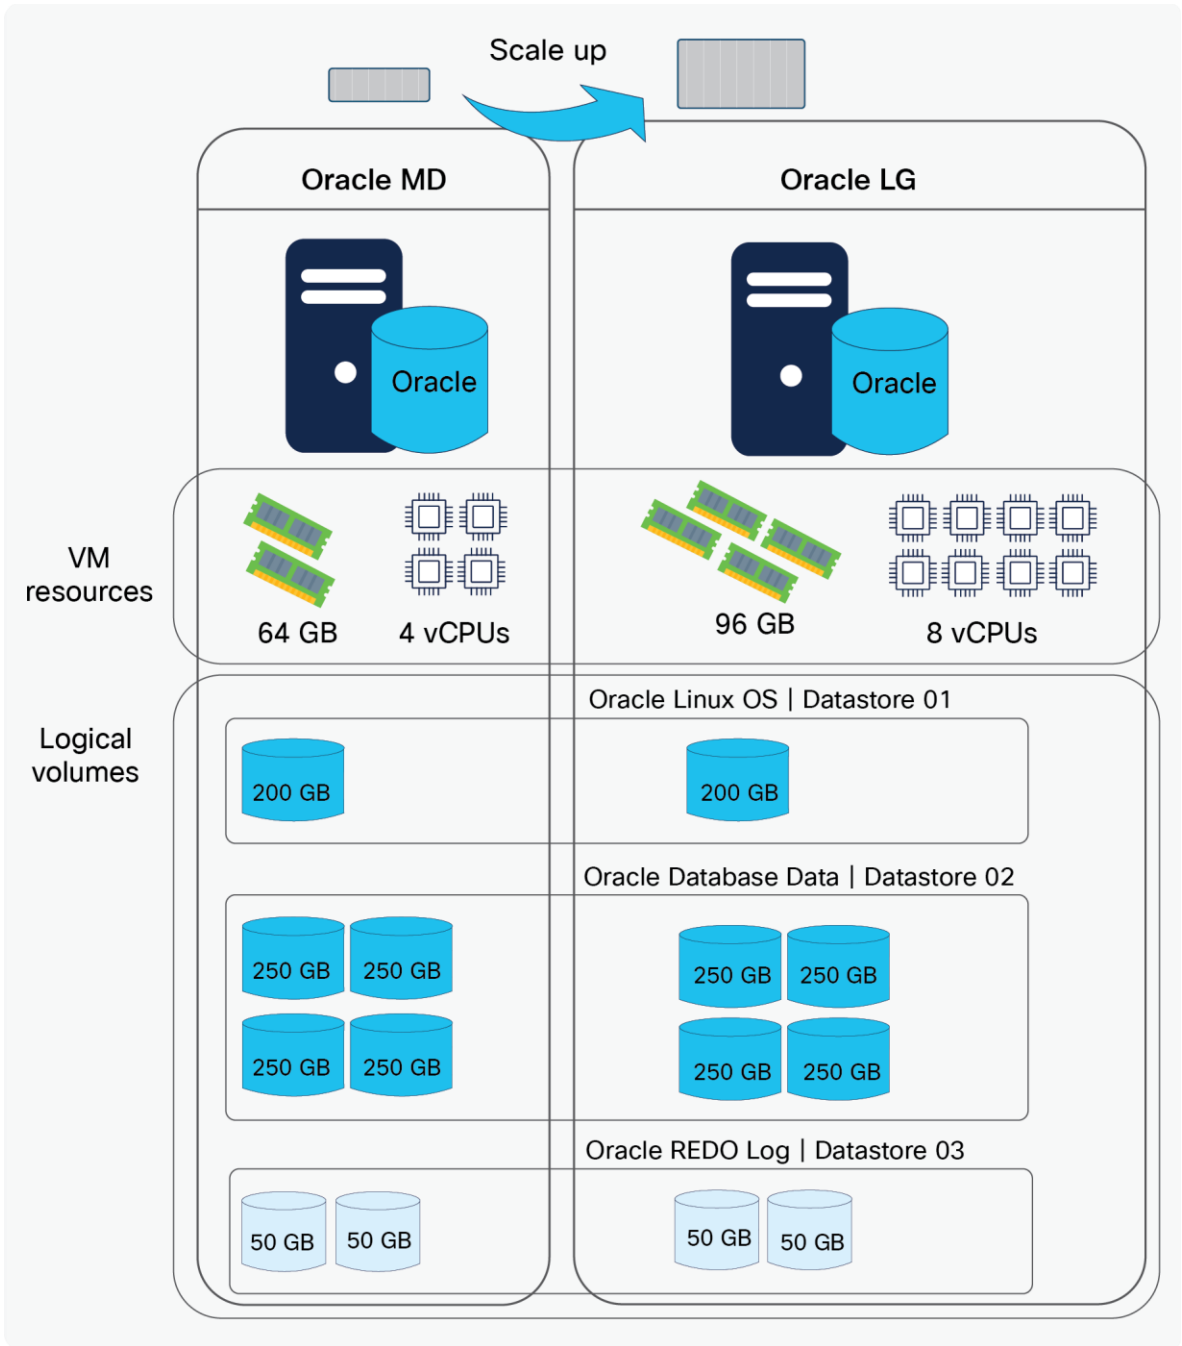 Scale up
Oracle MD
Oracle LG
Oracle
Oracle
VM
resources
64 GB
4 vCPUs
96 GB
8 vCPUs
Logical
volumes
Oracle Linux OS | Datastore 01
200 GB
200 GB
Oracle Database Data | Datastore 02
250 GB
250 GB
250 GB
250 GB
250 GB
250 GB
250 GB
250 GB
Oracle REDO Log | Datastore 03
50 GB
50 GB
50 GB
50 GB